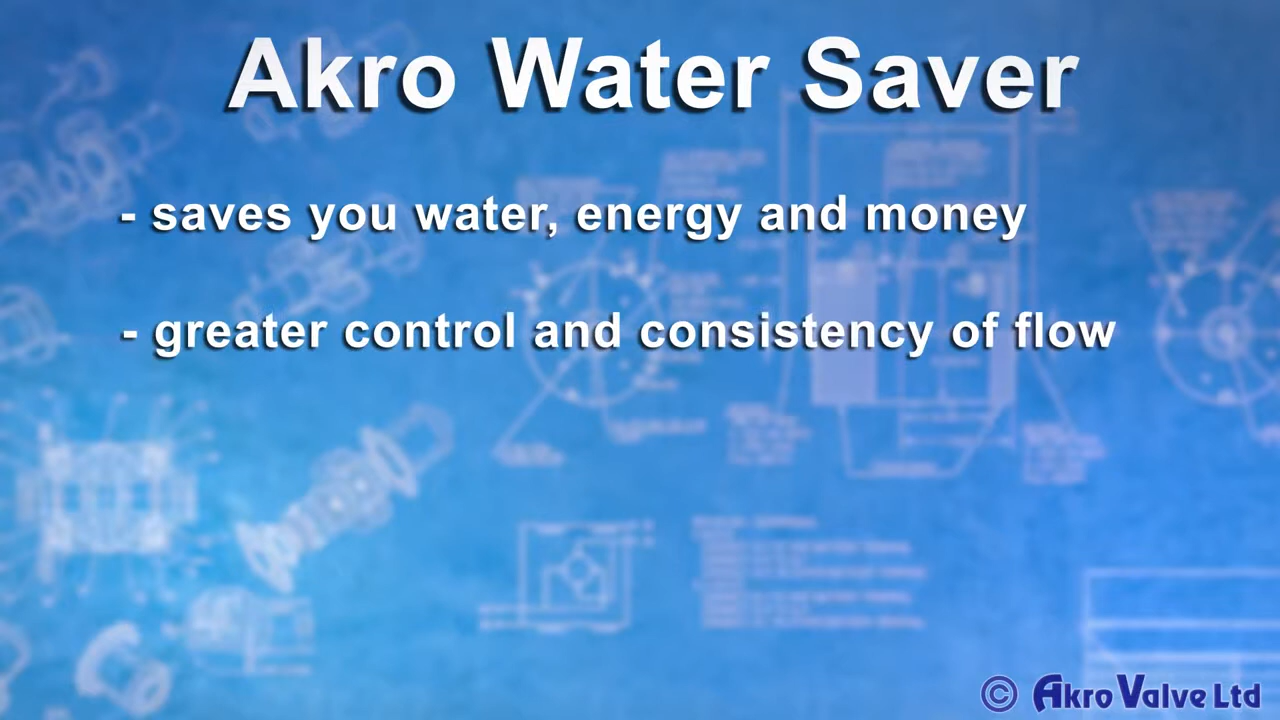 Akro Water Saver
- saves you water, energy and money
- greater control and consistency of flow
© Akro Valve Ltd